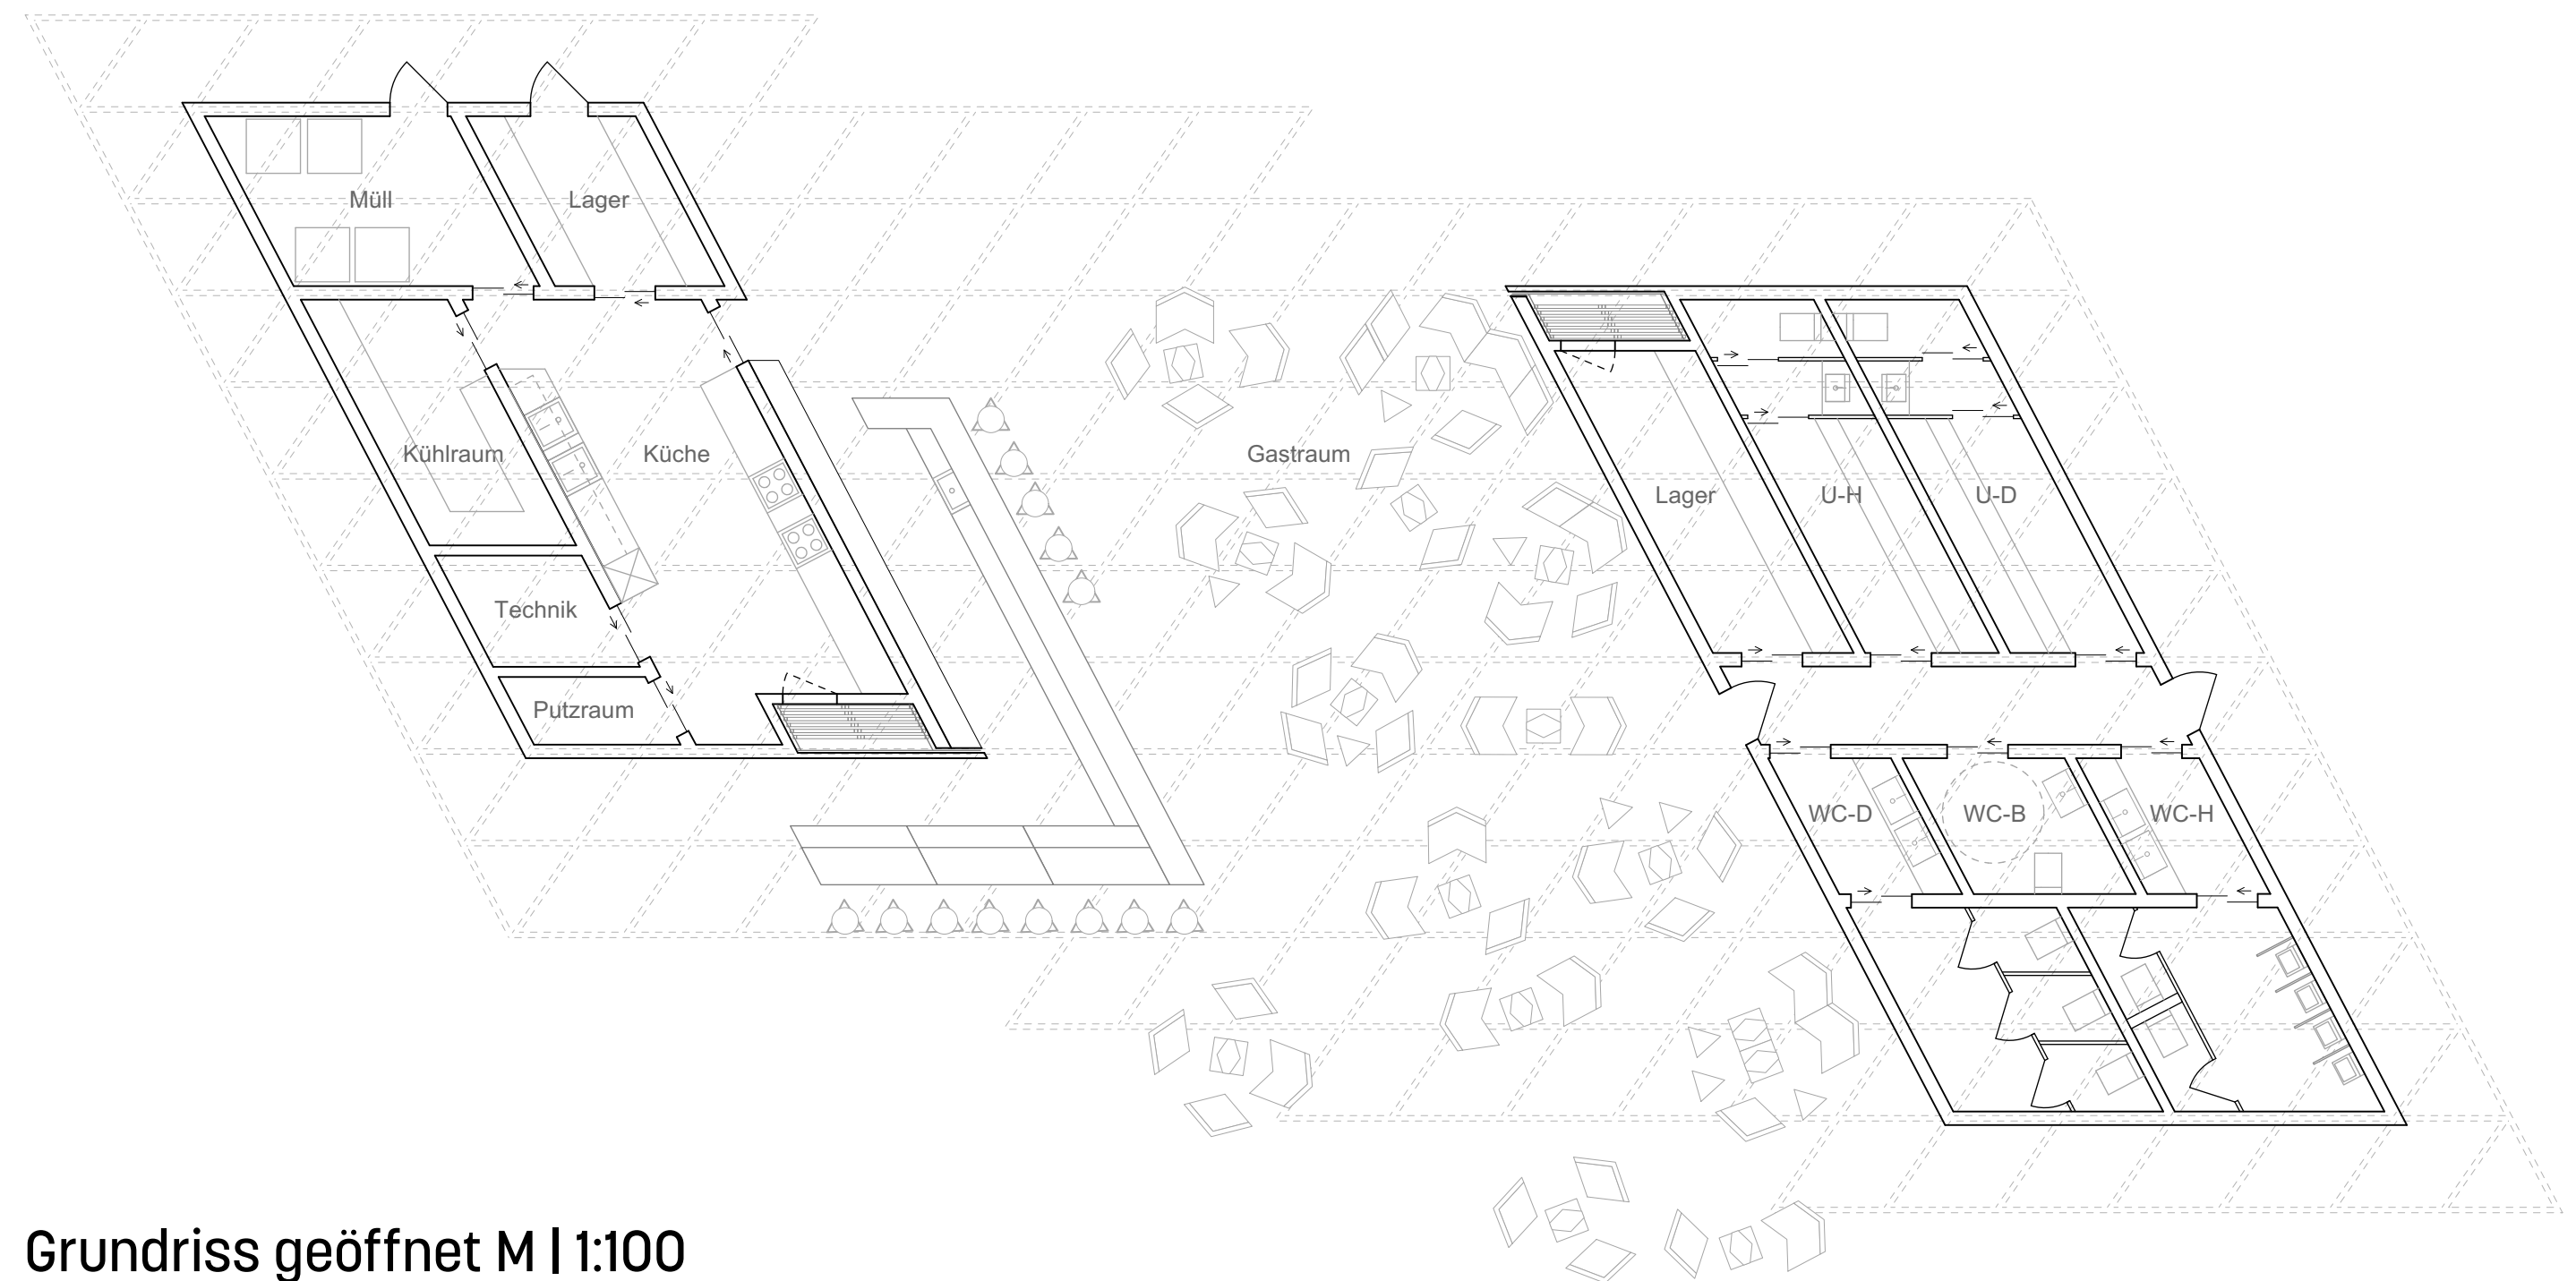 Müll
Lager
Kühlraum
Küche
Gastraum
Lager
U-H
U-D
Technik
Putzraum
WC-D
WC-B
WC-H
Grundriss geöffnet M | 1:100